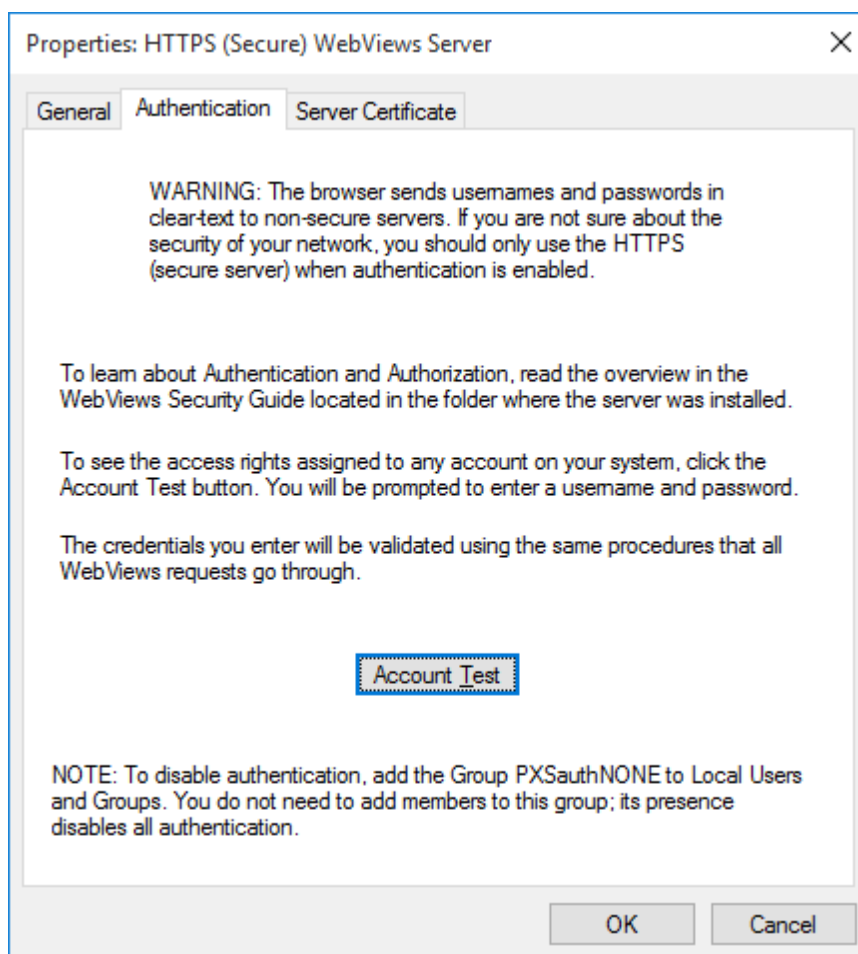 Properties: HTTPS (Secure) WebViews Server
General Authentication Server Certificate
WARNING: The browser sends usernames and passwords in
clear-text to non-secure servers. If you are not sure about the
security of your network, you should only use the HTTPS
(secure server) when authentication is enabled.
To learn about Authentication and Authorization, read the overview in the
WebViews Security Guide located in the folder where the server was installed.
To see the access rights assigned to any account on your system, click the
Account Test button. You will be prompted to enter a username and password.
The credentials you enter will be validated using the same procedures that all
WebViews requests go through.
Account Test
NOTE: To disable authentication, add the Group PXSauthNONE to Local Users
and Groups. You do not need to add members to this group; its presence
disables all authentication.
OK Cancel